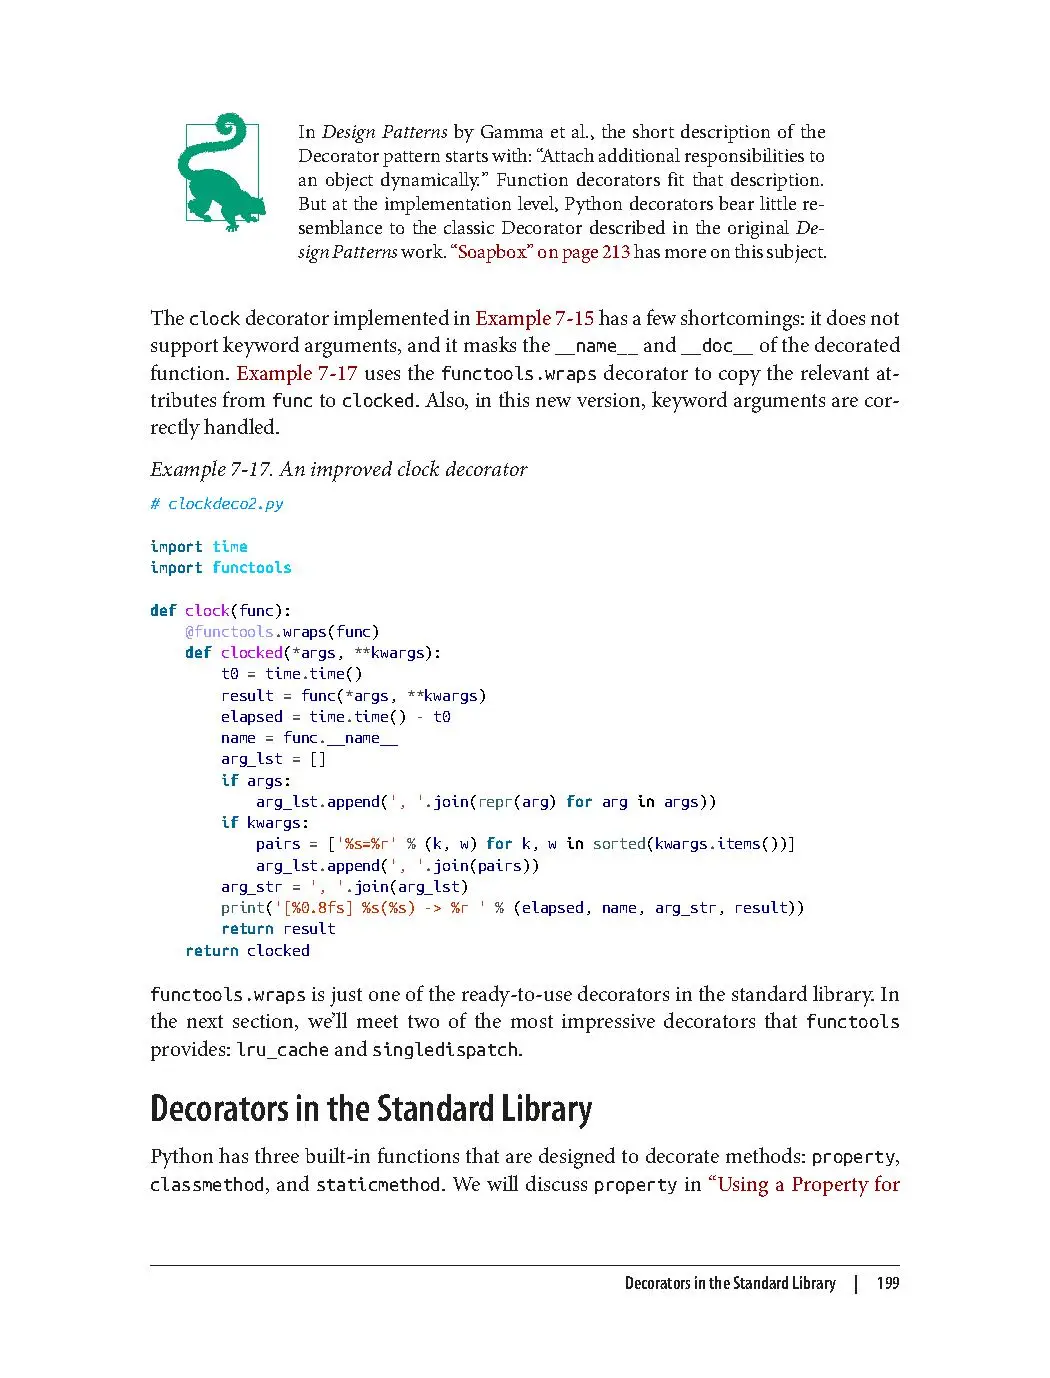 In Design Patterns by Gamma et al., the short description of the
Decorator pattern starts with: “Attach additional responsibilities to
an object dynamically.” Function decorators fit that description.
But at the implementation level, Python decorators bear little re-
semblance to the classic Decorator described in the original De-
sign Patterns work. “Soapbox” on page 213 has more on this subject.
The clock decorator implemented in Example 7-15 has a few shortcomings: it does not
support keyword arguments, and it masks the __name__ and __doc__ of the decorated
function. Example 7-17 uses the functools.wraps decorator to copy the relevant at-
tributes from func to clocked. Also, in this new version, keyword arguments are cor-
rectly handled.
Example 7-17. An improved clock decorator
# clockdeco2.py
import time
import functools
def clock(func):
    @functools.wraps(func)
    def clocked(*args, **kwargs):
        t0 = time.time()
        result = func(*args, **kwargs)
        elapsed = time.time() - t0
        name = func.__name__
        arg_lst = []
        if args:
            arg_lst.append(', '.join(repr(arg) for arg in args))
        if kwargs:
            pairs = ['%s=%r' % (k, w) for k, w in sorted(kwargs.items())]
            arg_lst.append(', '.join(pairs))
        arg_str = ', '.join(arg_lst)
        print('[%0.8fs] %s(%s) -> %r ' % (elapsed, name, arg_str, result))
        return result
    return clocked
functools.wraps is just one of the ready-to-use decorators in the standard library. In
the next section, we’ll meet two of the most impressive decorators that functools
provides: lru_cache and singledispatch.
Decorators in the Standard Library
Python has three built-in functions that are designed to decorate methods: property,
classmethod, and staticmethod. We will discuss property in “Using a Property for
Decorators in the Standard Library | 199